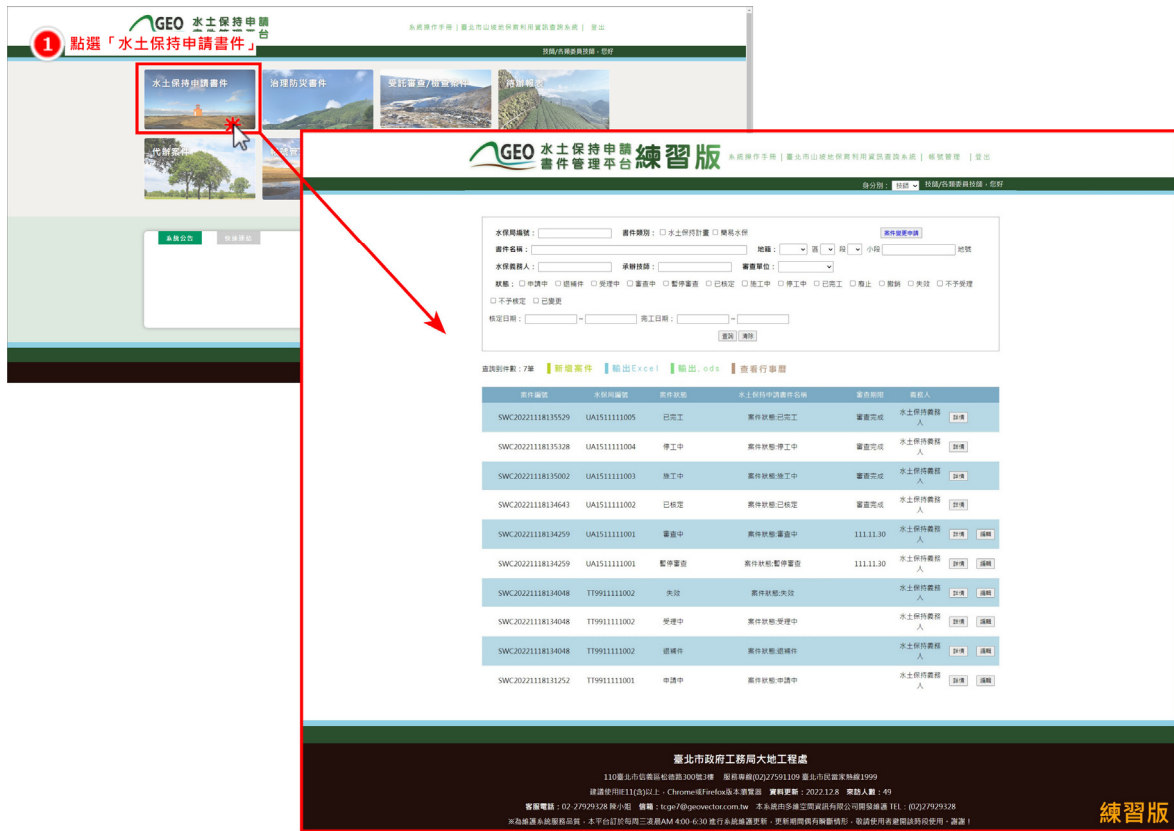 GEO 水土保持申請
系統操作手冊 | 臺北市山坡地保育利用資訊查詢系統 | 登出
1 點選「水土保持申請書件」
技師/各類委員技師，您好
水土保持申請書件
治理防災書件
受託審查/檢查案件
代辦案件
系統公告
GEO 水土保持申請
書件管理平台
練習版
系統操作手冊 | 臺北市山坡地保育利用資訊查詢系統 | 帳號管理 | 登出
身分別： 技師 技師/各類委員技師，您好
水保局編號： 書件類別： 水土保持計畫 簡易水保 案件變更申請
書件名稱： 地籍： 區 段 小段 地號
水保義務人： 承辦技師： 審查單位：
狀態： 申請中 退補件 受理中 審查中 暫停審查 已核定 施工中 停工中 已完工 廢止 撤銷 失效 不予受理
不予核定 已變更
核定日期： ~ 完工日期： ~
查詢 清除
查詢到件數：7筆 新增案件 輸出Excel 輸出.ods 查看行事曆
案件編號 水保局編號 案件狀態 水土保持申請書件名稱 審查期限 義務人
SWC20221118135529 UA1511111005 已完工 案件狀態:已完工 審查完成 水土保持義務人 詳情
SWC20221118135328 UA1511111004 停工中 案件狀態:停工中 審查完成 水土保持義務人 詳情
SWC20221118135002 UA1511111003 施工中 案件狀態:施工中 審查完成 水土保持義務人 詳情
SWC20221118134643 UA1511111002 已核定 案件狀態:已核定 審查完成 水土保持義務人 詳情
SWC20221118134259 UA1511111001 審查中 案件狀態:審查中 111.11.30 水土保持義務人 詳情 編輯
SWC20221118134259 UA1511111001 暫停審查 案件狀態:暫停審查 111.11.30 水土保持義務人 詳情 編輯
SWC20221118134048 TT9911111002 失效 案件狀態:失效 水土保持義務人 詳情 編輯
SWC20221118134048 TT9911111002 受理中 案件狀態:受理中 水土保持義務人 詳情 編輯
SWC20221118134048 TT9911111002 退補件 案件狀態:退補件 水土保持義務人 詳情 編輯
SWC20221118131252 TT9911111001 申請中 案件狀態:申請中 水土保持義務人 詳情 編輯
臺北市政府工務局大地工程處
110臺北市信義區松德路300號3樓 服務專線(02)27591109 臺北市民當家熱線1999
建議使用IE11(含)以上、Chrome或Firefox版本瀏覽器 資料更新：2022.12.8 來訪人數：49
客服電話：02-27929328 陳小姐 信箱：tcge7@geovector.com.tw 本系統由多維空間資訊有限公司開發維護 TEL：(02)27929328
※為維護系統服務品質，本平台訂於每周三凌晨AM 4:00-6:30 進行系統維護更新，更新期間偶有瞬斷情形，敬請使用者避開該時段使用，謝謝！
練習版